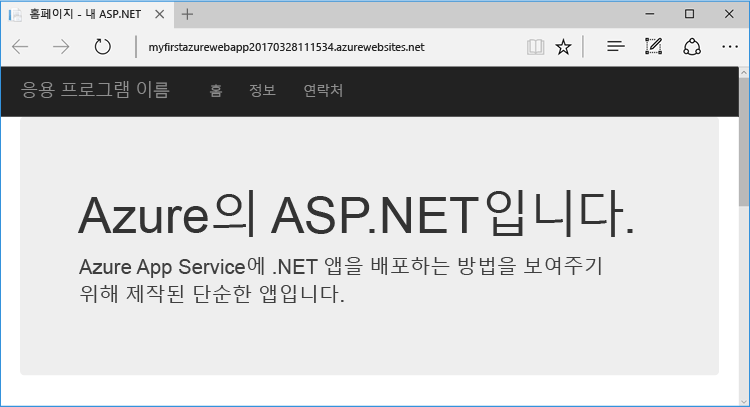 홈페이지 - 내 ASP.NET
myfirstazurewebapp20170328111534.azurewebsites.net
응용 프로그램 이름 홈 정보 연락처
Azure의 ASP.NET입니다.
Azure App Service에 .NET 앱을 배포하는 방법을 보여주기
위해 제작된 단순한 앱입니다.